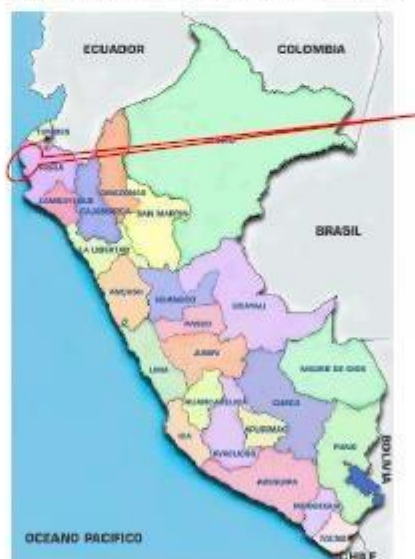 ECUADOR
COLOMBIA
TUMBES
PIURA
AMAZONAS
LAMBAYEQUE
CAJAMARCA
SAN MARTIN
BRASIL
LA LIBERTAD
ANCASH
HUANUCO
UCAYALI
PASCO
JUNIN
LIMA
MADRE DE DIOS
HUANCAVELICA
CUSCO
ICA
APURIMAC
AYACUCHO
PUNO
BOLIVIA
AREQUIPA
MOQUEGUA
OCEANO PACIFICO
TACNA
CHILE